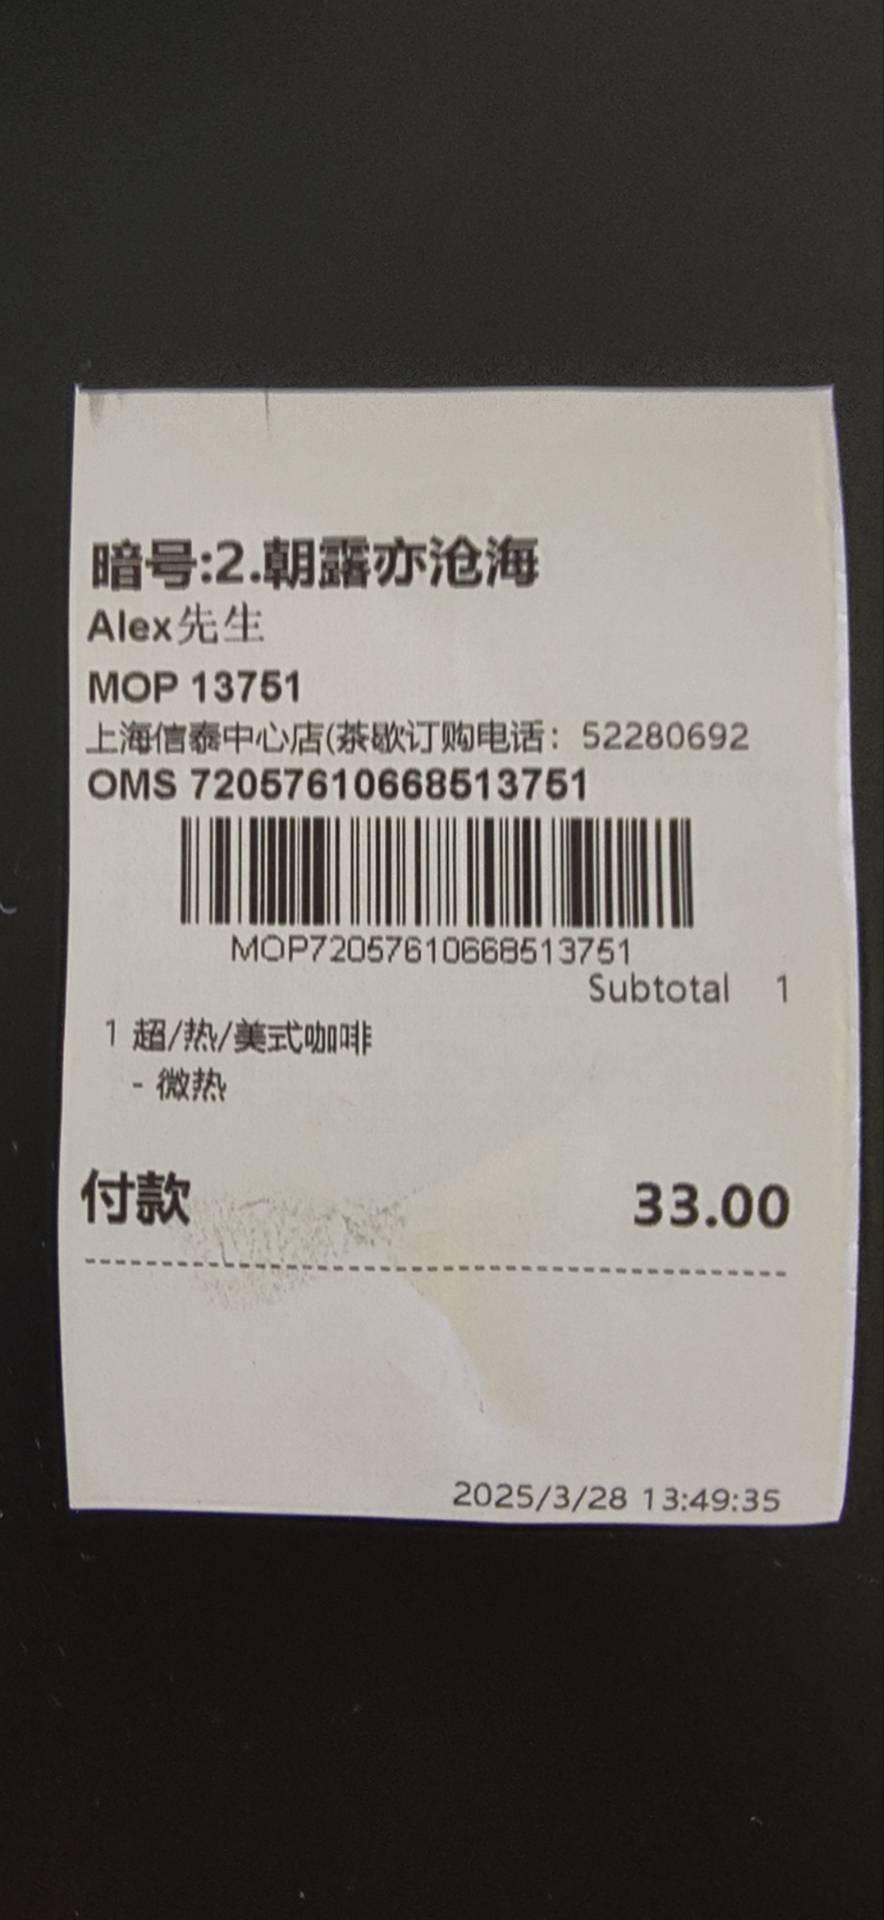 暗号:2.朝露亦沧海
Alex先生
MOP 13751
上海信泰中心店(茶歇订购电话：52280692
OMS 72057610668513751
MOP72057610668513751
Subtotal 1
1 超/热/美式咖啡
- 微热
付款 33.00
2025/3/28 13:49:35